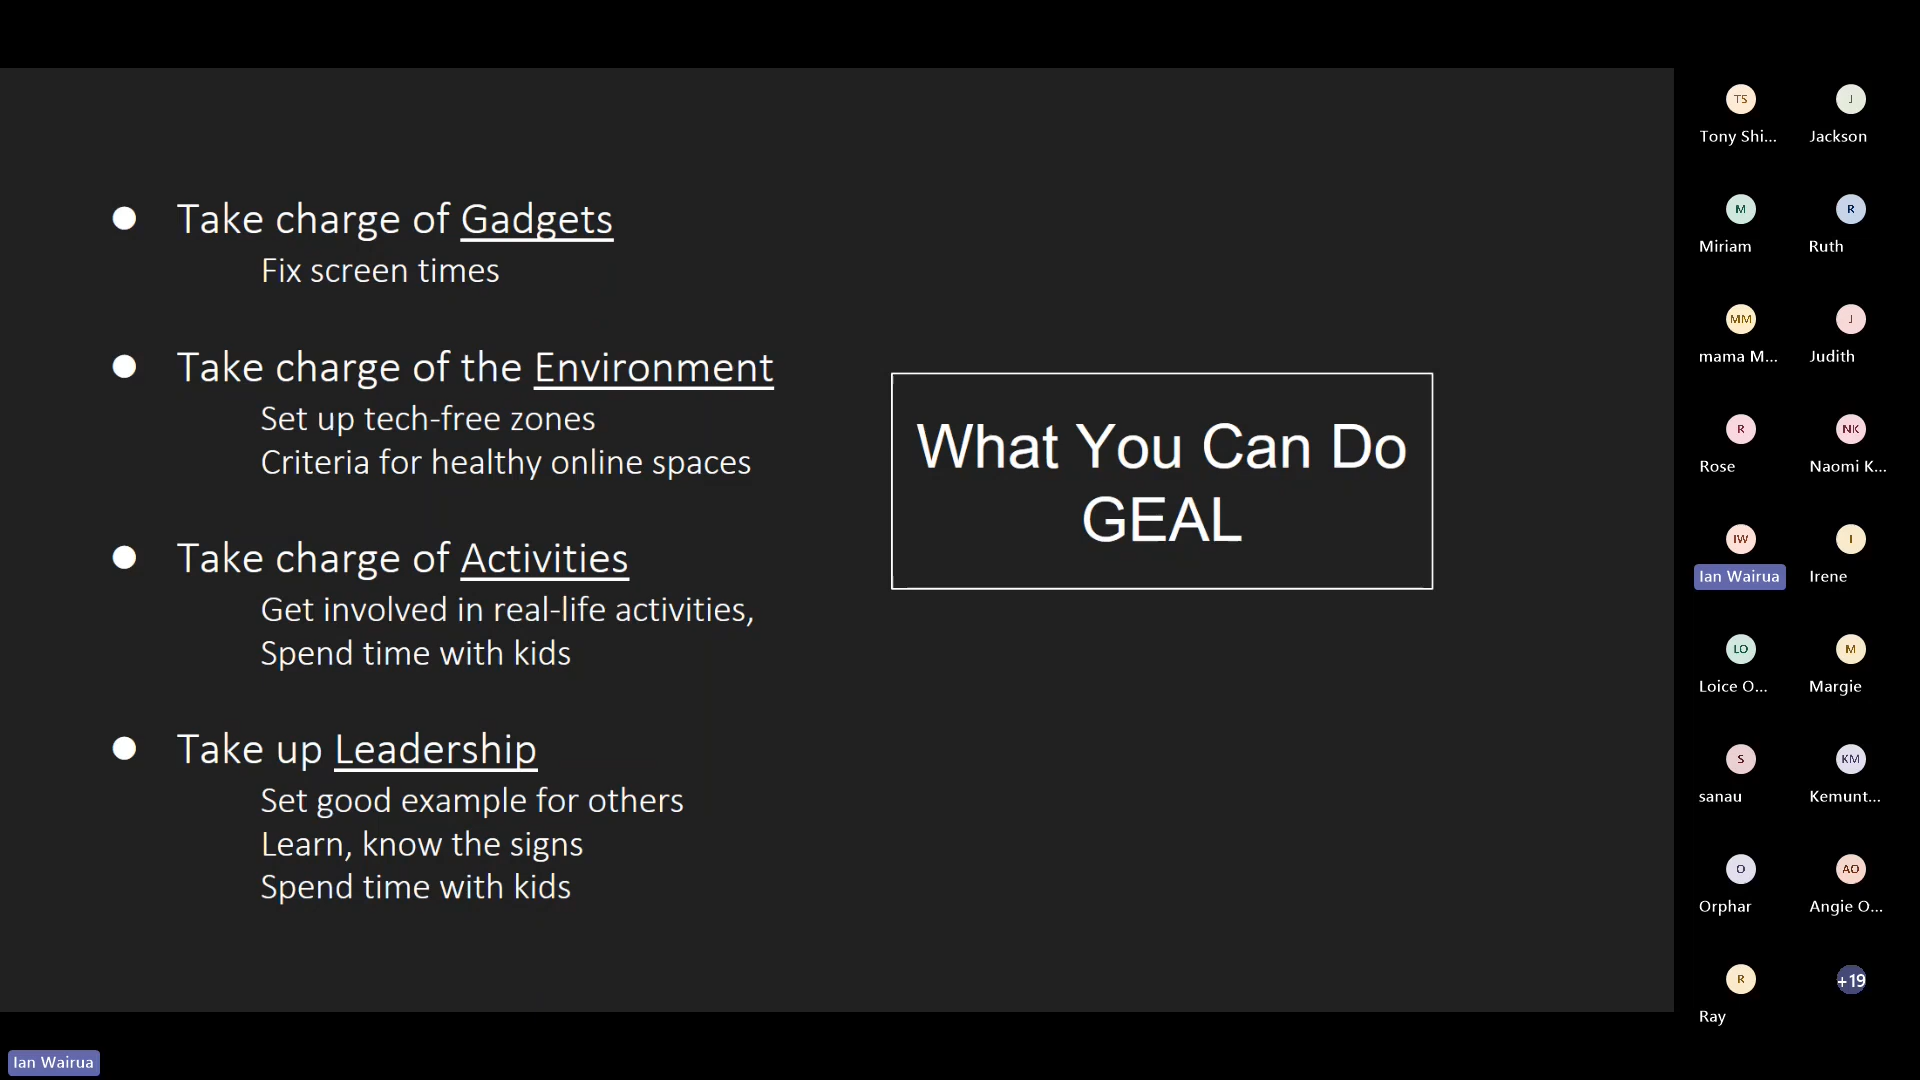 Take charge of Gadgets
Fix screen times
Take charge of the Environment
Set up tech-free zones
Criteria for healthy online spaces
Take charge of Activities
Get involved in real-life activities,
Spend time with kids
Take up Leadership
Set good example for others
Learn, know the signs
Spend time with kids
What You Can Do
GEAL
TS
Tony Shi...
J
Jackson
M
Miriam
R
Ruth
MM
mama M...
J
Judith
R
Rose
NK
Naomi K...
IW
Ian Wairua
I
Irene
LO
Loice O...
M
Margie
S
sanau
KM
Kemunt...
O
Orphar
AO
Angie O...
R
Ray
+19
Ian Wairua